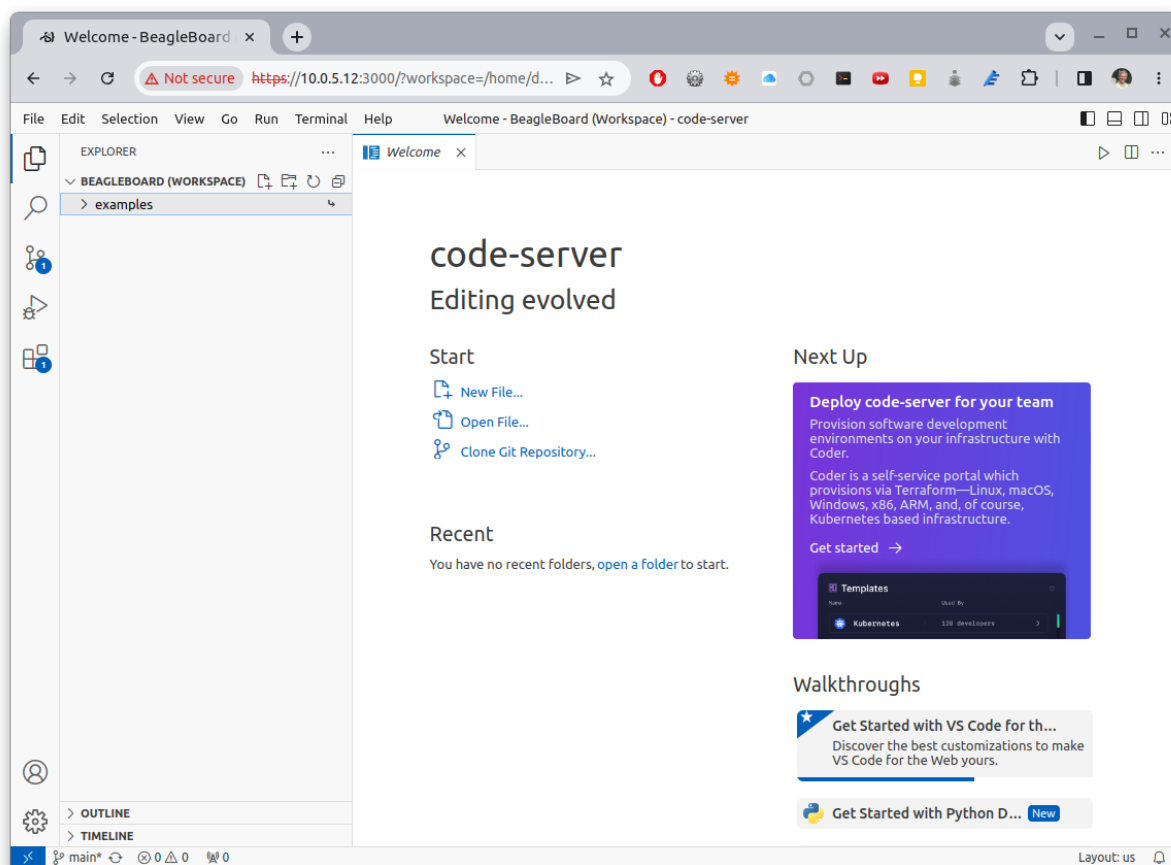 Welcome - BeagleBoard
Not secure https://10.0.5.12:3000/?workspace=/home/d...
File Edit Selection View Go Run Terminal Help Welcome - BeagleBoard (Workspace) - code-server
EXPLORER
Welcome
BEAGLEBOARD (WORKSPACE)
examples
1
1
code-server
Editing evolved
Start
New File...
Open File...
Clone Git Repository...
Recent
You have no recent folders, open a folder to start.
Next Up
Deploy code-server for your team
Provision software development
environments on your infrastructure with
Coder.
Coder is a self-service portal which
provisions via Terraform—Linux, macOS,
Windows, x86, ARM, and, of course,
Kubernetes based infrastructure.
Get started
Templates
Name Used By
Kubernetes 120 developers
Walkthroughs
Get Started with VS Code for th...
Discover the best customizations to make
VS Code for the Web yours.
Get Started with Python D... New
OUTLINE
TIMELINE
main* 0 0 0 Layout: us